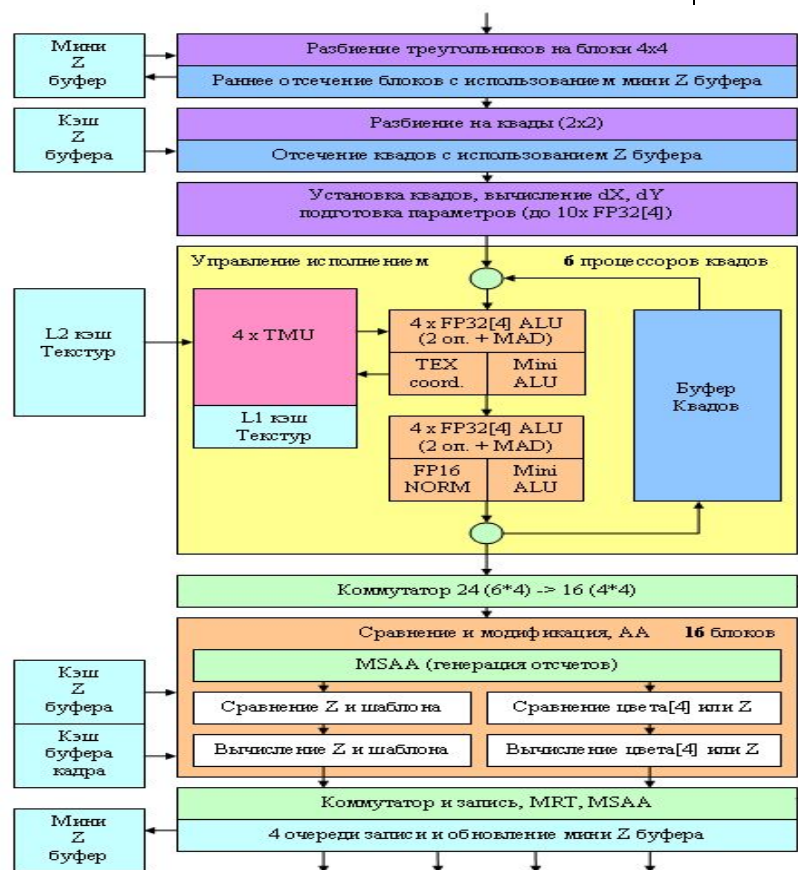 Мини
Z
буфер
Разбиение треугольников на блоки 4x4
Раннее отсечение блоков с использованием мини Z буфера
Кэш
Z
буфера
Разбиение на квады (2x2)
Отсечение квадов с использованием Z буфера
Установка квадов, вычисление dX, dY
подготовка параметров (до 10x FP32[4])
Управление исполнением
6 процессоров квадов
L2 кэш
Текстур
4 x TMU
L1 кэш
Текстур
4 x FP32[4] ALU
(2 оп. + MAD)
TEX
coord.
Mini
ALU
4 x FP32[4] ALU
(2 оп. + MAD)
FP16
NORM
Mini
ALU
Буфер
Квадов
Коммутатор 24 (6*4) -> 16 (4*4)
Сравнение и модификация, AA
16 блоков
MSAA (генерация отсчетов)
Кэш
Z
буфера
Кэш
буфера
кадра
Сравнение Z и шаблона
Сравнение цвета[4] или Z
Вычисление Z и шаблона
Вычисление цвета[4] или Z
Коммутатор и запись, MRT, MSAA
4 очереди записи и обновление мини Z буфера
Мини
Z
буфер